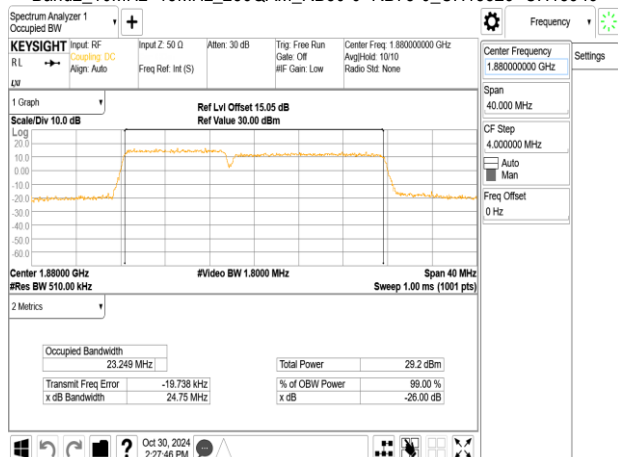 Spectrum Analyzer 1
Occupied BW
Frequency
KEYSIGHT
RL
Input: RF
Coupling: DC
Align: Auto
Input Z: 50 Ω
Freq Ref: Int (S)
Atten: 30 dB
Trig: Free Run
Gate: Off
#IF Gain: Low
Center Freq: 1.880000000 GHz
Avg|Hold: 10/10
Radio Std: None
Center Frequency
1.880000000 GHz
Settings
Span
40.000 MHz
CF Step
4.000000 MHz
Auto
Man
Freq Offset
0 Hz
1 Graph
Scale/Div 10.0 dB
Ref Lvl Offset 15.05 dB
Ref Value 30.00 dBm
Log
20.0
10.0
0.00
-10.0
-20.0
-30.0
-40.0
-50.0
-60.0
Center 1.88000 GHz
#Res BW 510.00 kHz
#Video BW 1.8000 MHz
Span 40 MHz
Sweep 1.00 ms (1001 pts)
2 Metrics
Occupied Bandwidth
23.249 MHz
Total Power 29.2 dBm
Transmit Freq Error -19.738 kHz
% of OBW Power 99.00 %
x dB Bandwidth 24.75 MHz
x dB -26.00 dB
Oct 30, 2024
2:27:46 PM